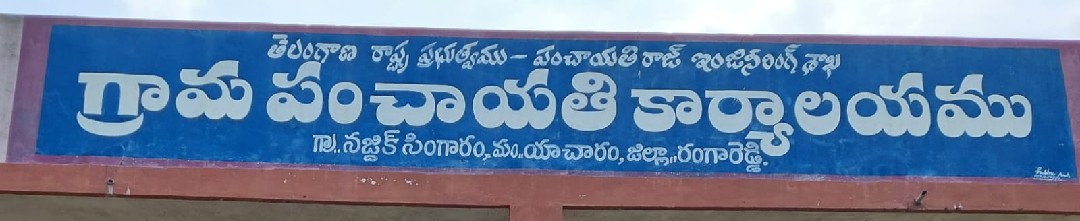 తెలంగాణ రాష్ట్ర ప్రభుత్వము - పంచాయతి రాజ్ ఇంజినీరింగ్ శాఖ
గ్రామ పంచాయతి కార్యాలయము
గ్రా.. నజ్దిక్ సింగారం,మం..యాచారం, జిల్లా..రంగారెడ్డి.